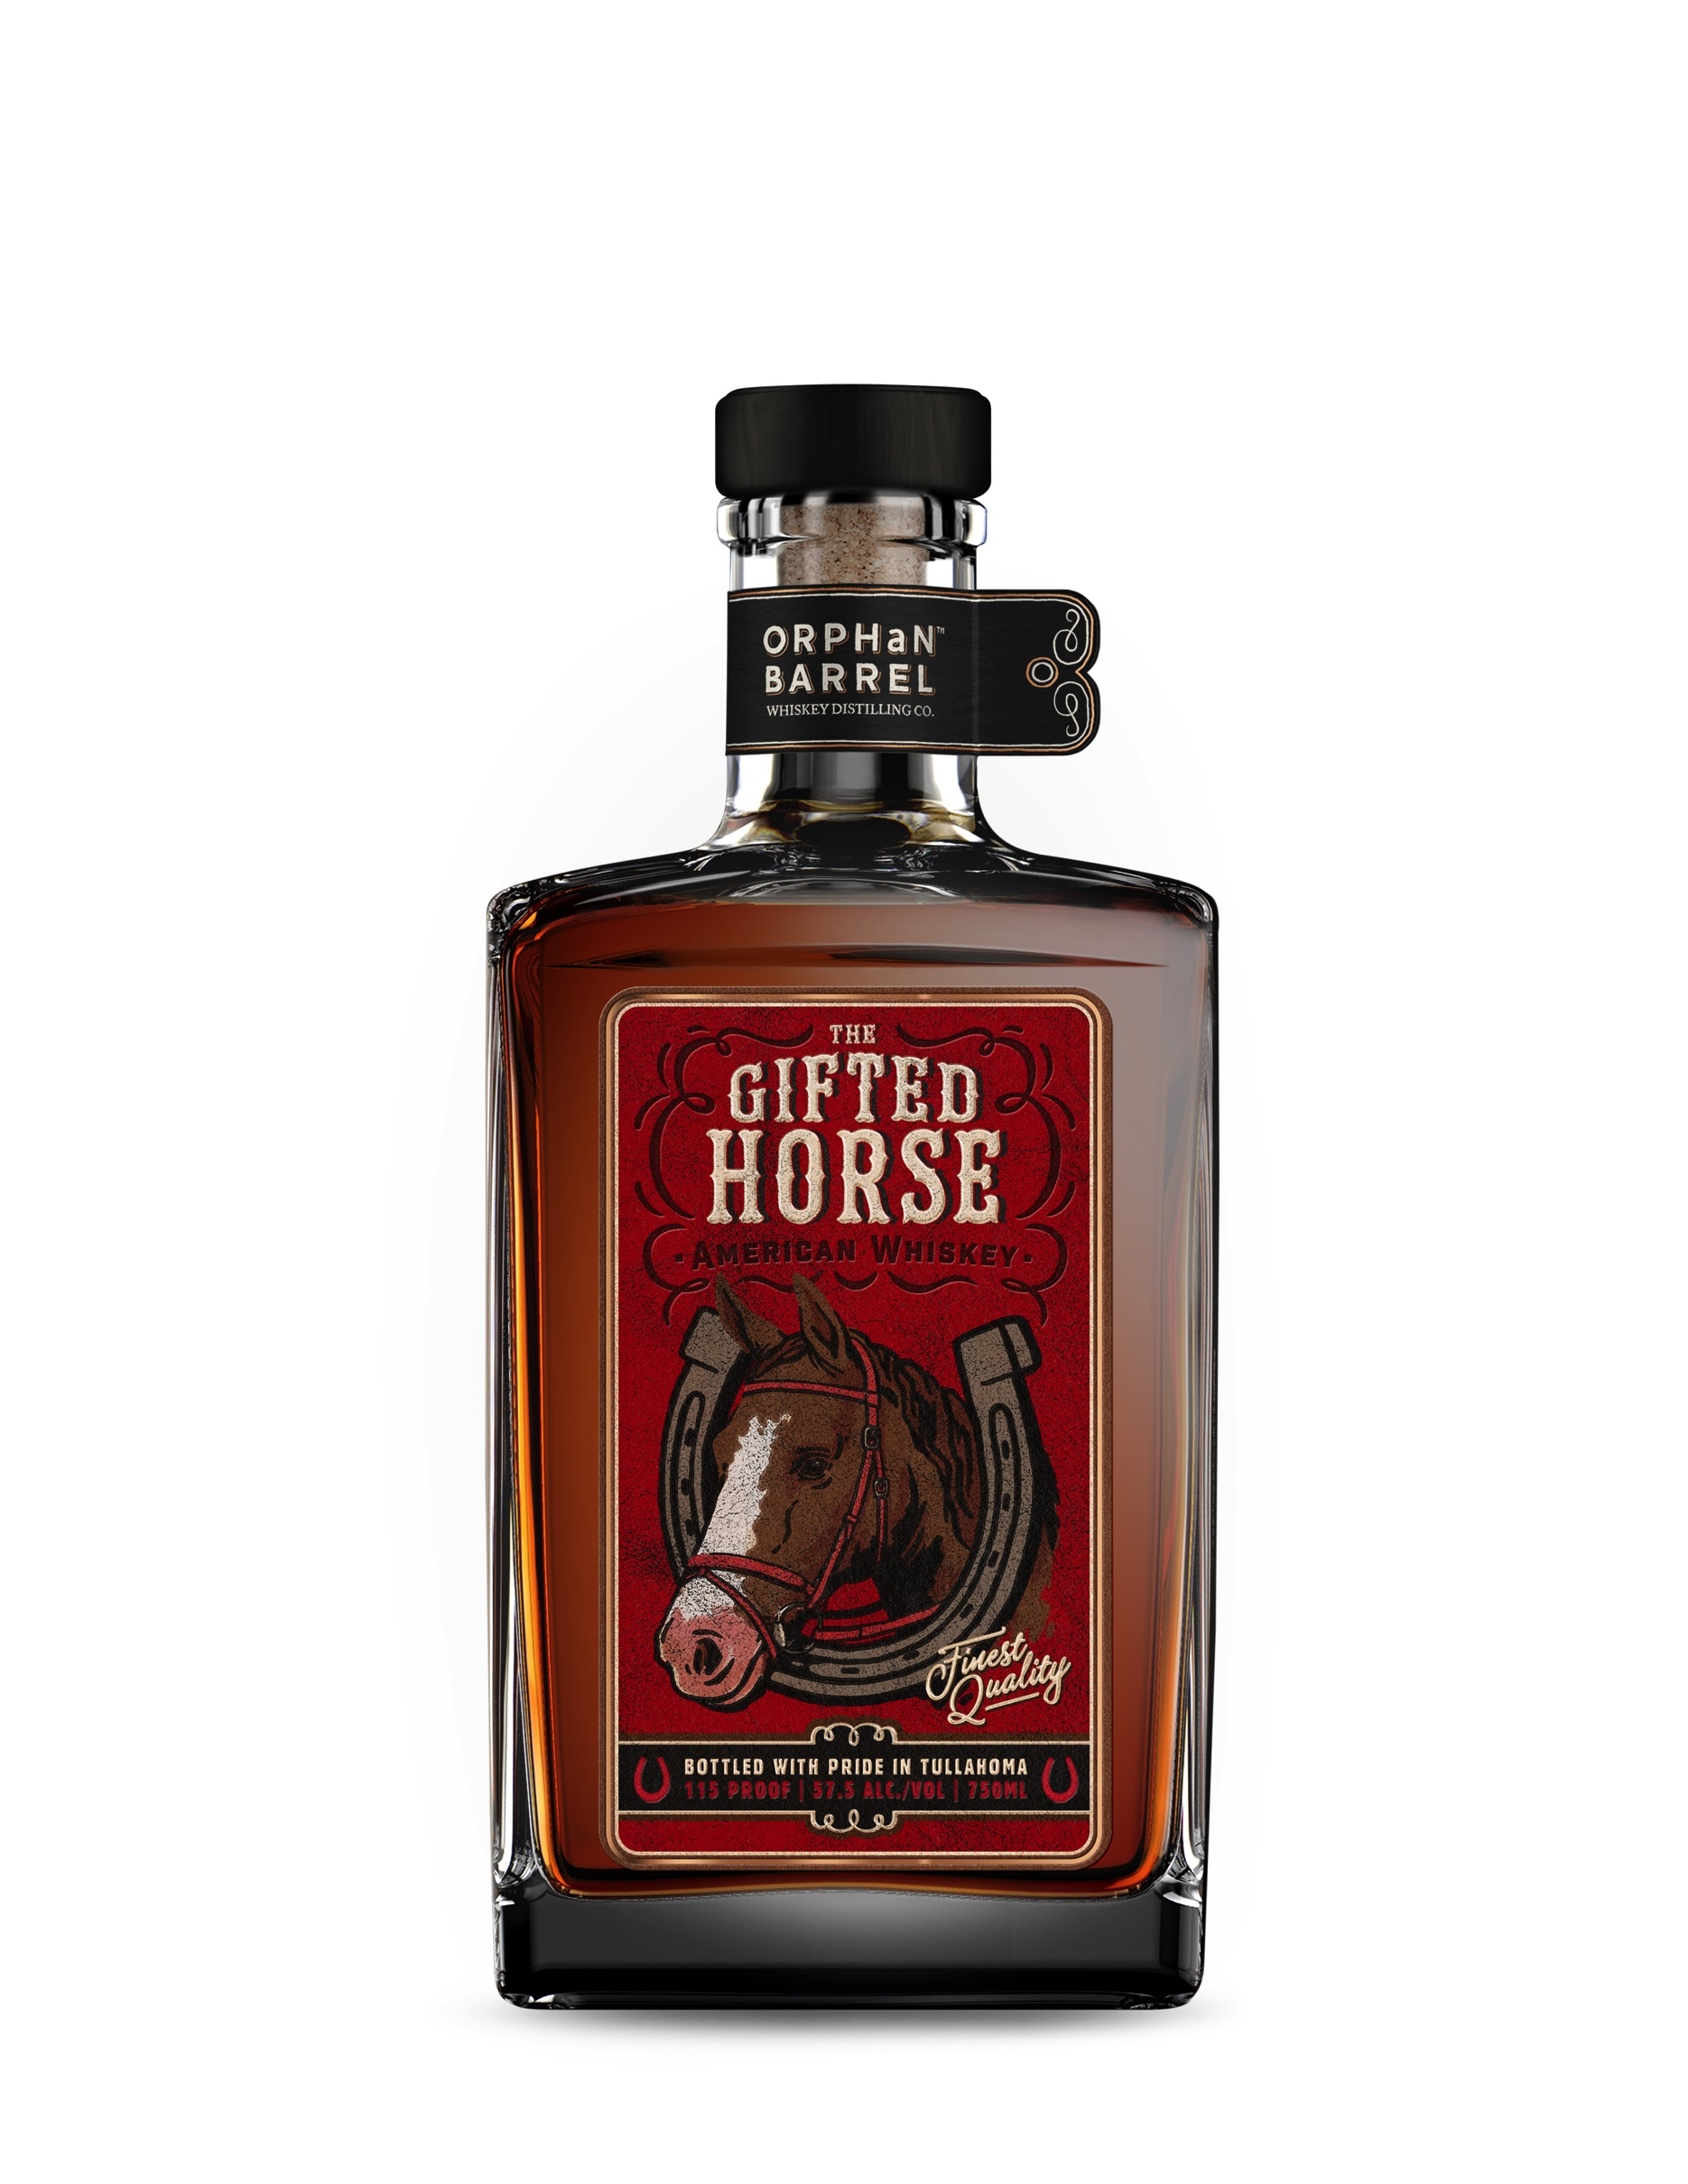 ORPHaN™
BARREL
WHISKEY DISTILLING CO.
THE
GIFTED
HORSE
·AMERICAN WHISKEY·
Finest
Quality
BOTTLED WITH PRIDE IN TULLAHOMA
115 PROOF | 57.5 ALC./VOL | 750ML